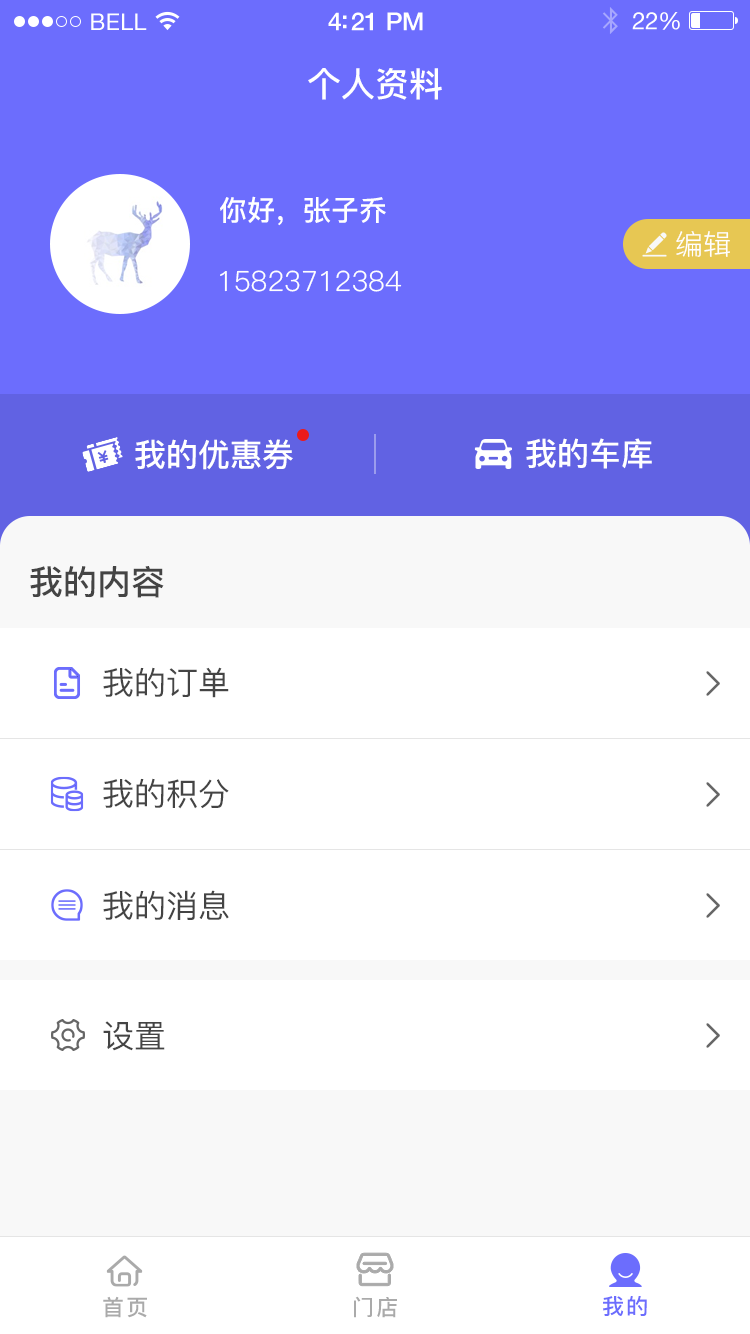 BELL 4:21 PM 22%
个人资料
你好，张子乔
15823712384
编辑
我的优惠券
我的车库
我的内容
我的订单
我的积分
我的消息
设置
首页
门店
我的